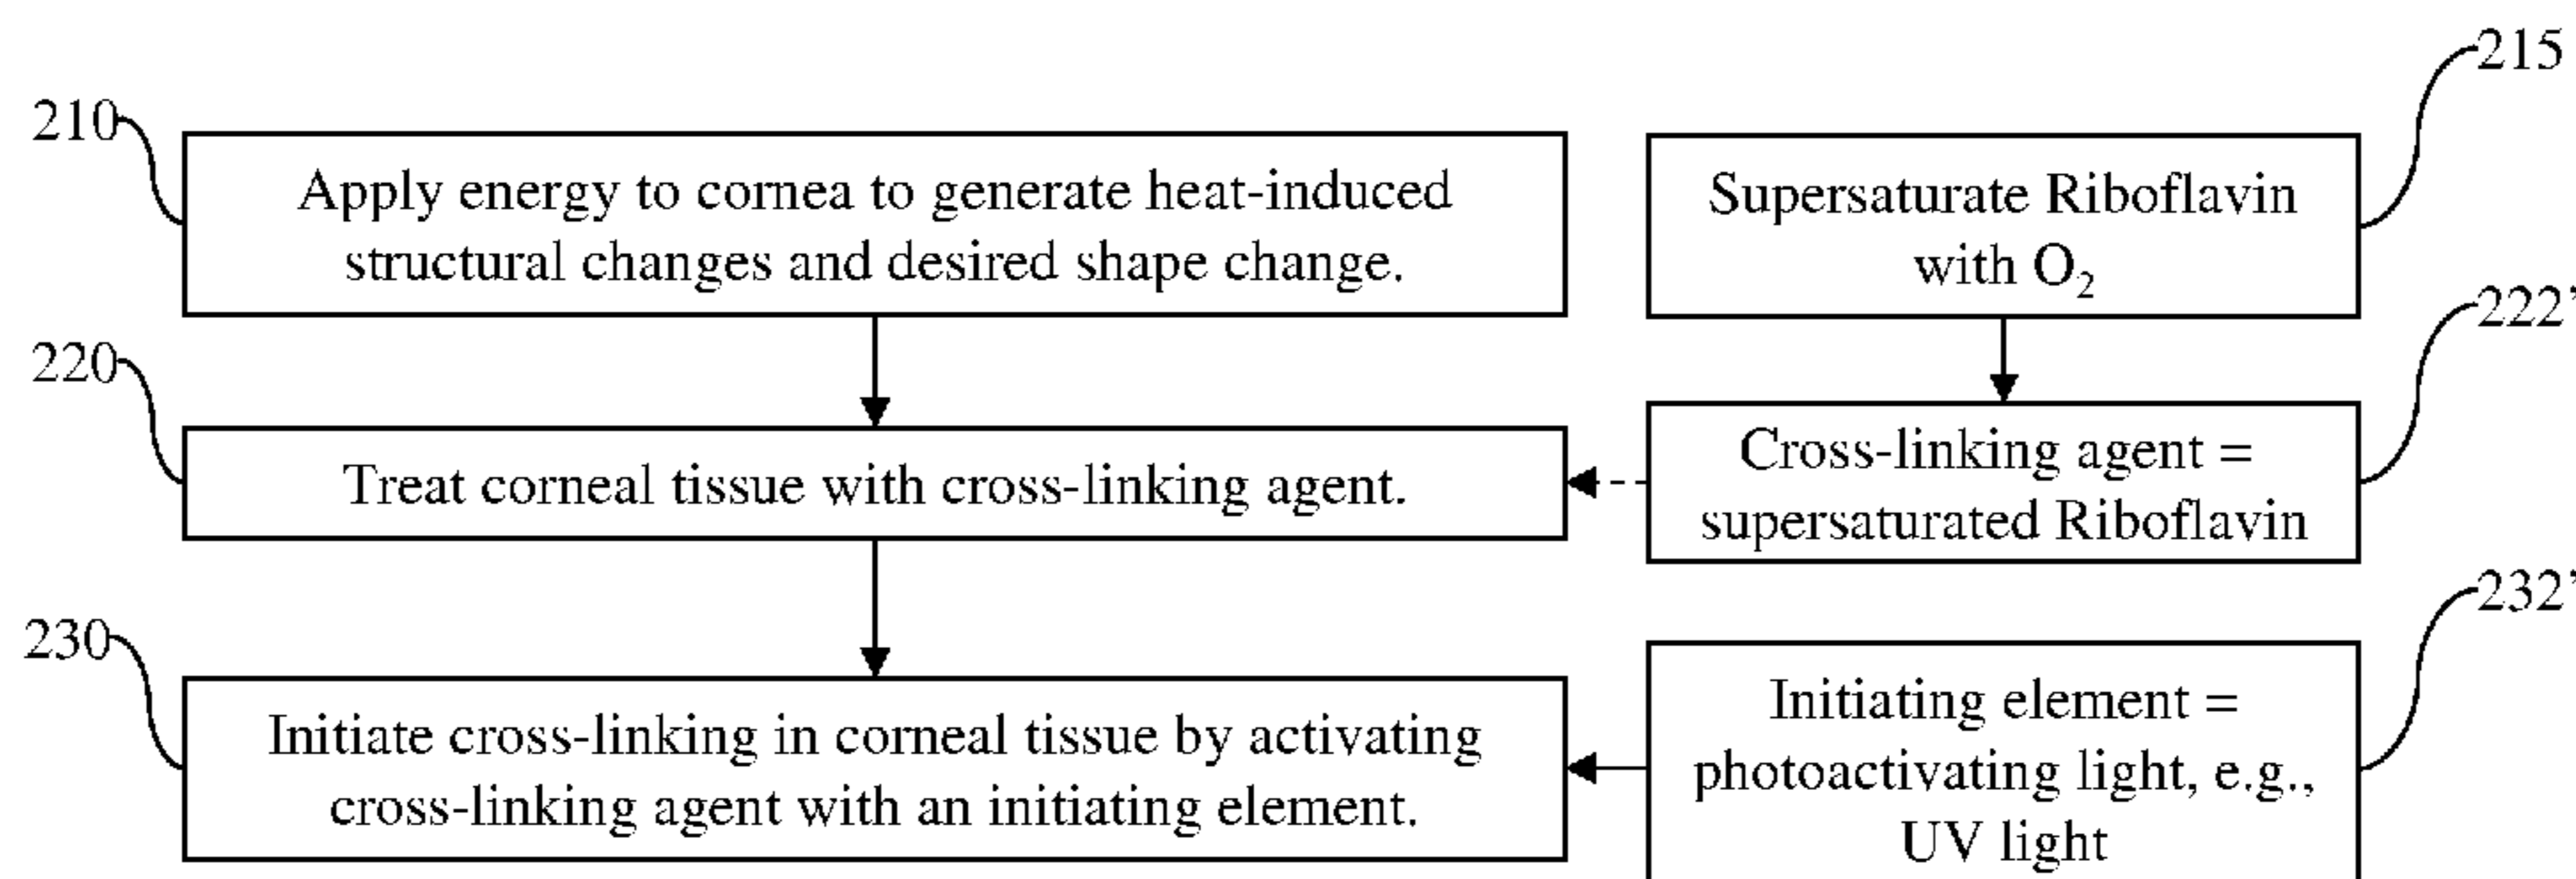 215
210
Apply energy to cornea to generate heat-induced
structural changes and desired shape change.
Supersaturate Riboflavin
with O₂
222'
220
Treat corneal tissue with cross-linking agent.
Cross-linking agent =
supersaturated Riboflavin
232'
230
Initiate cross-linking in corneal tissue by activating
cross-linking agent with an initiating element.
Initiating element =
photoactivating light, e.g.,
UV light